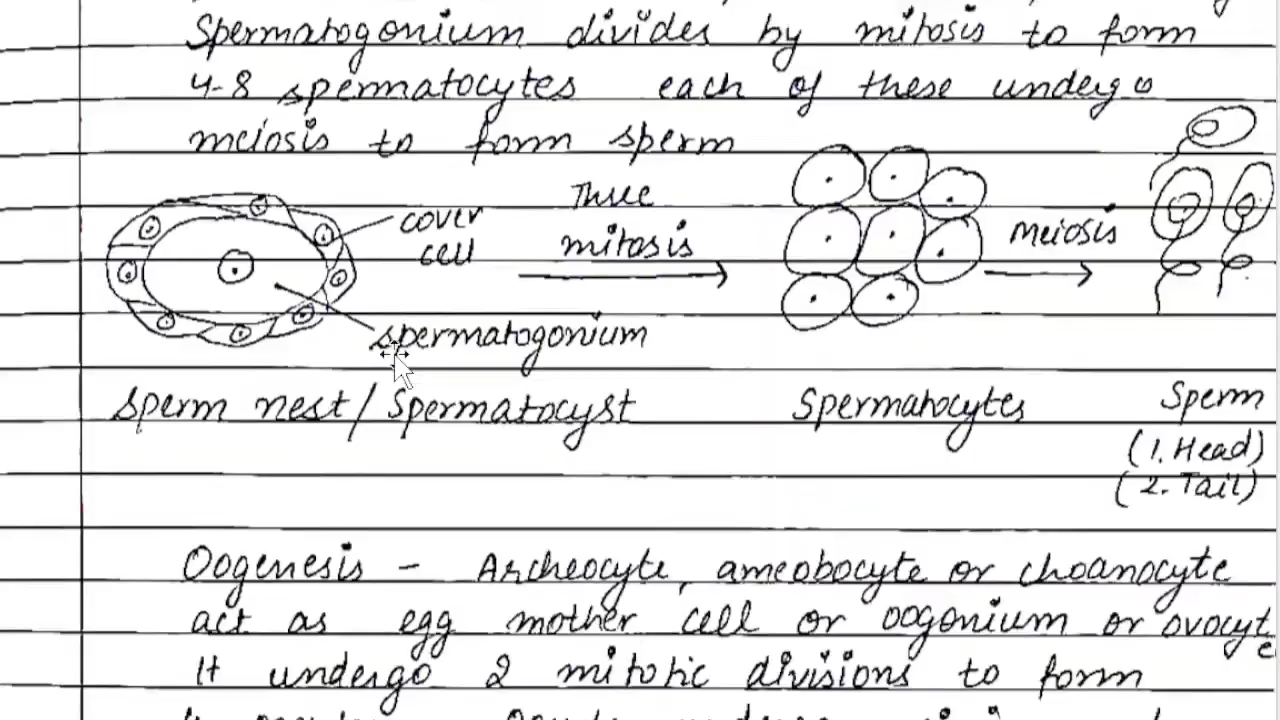 Spermatogonium divides by mitosis to form
4-8 spermatocytes each of these undergo
meiosis to form sperm
cover
cell
Three
mitosis
meiosis
spermatogonium
Sperm nest/Spermatocyst
Spermatocytes
Sperm
(1. Head)
(2. Tail)
Oogenesis - Archeocyte, ameobocyte or choanocyte
act as egg mother cell or oogonium or ovocyte
It undergo 2 mitotic divisions to form